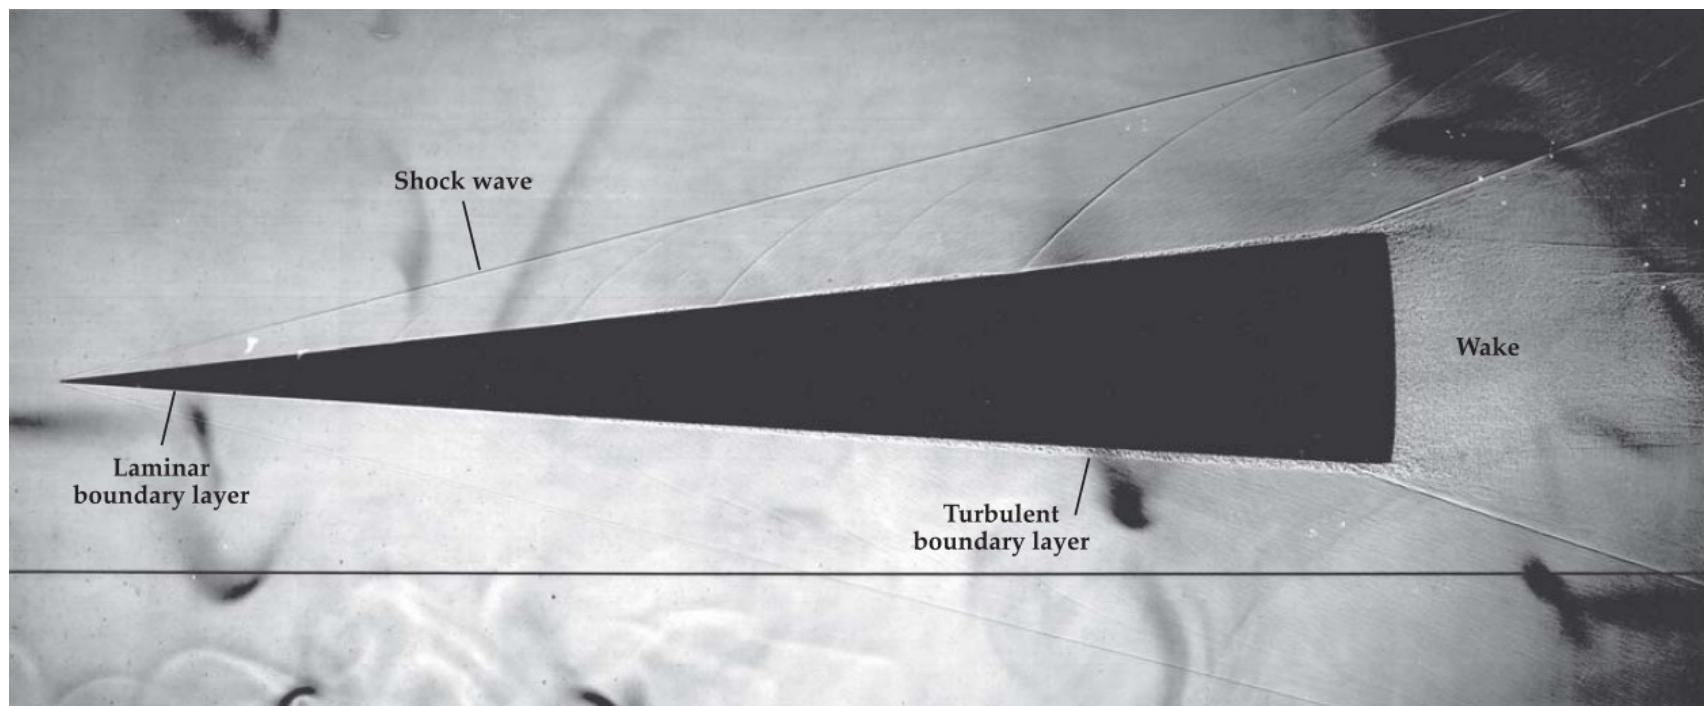 Shock wave
Wake
Laminar
boundary layer
Turbulent
boundary layer